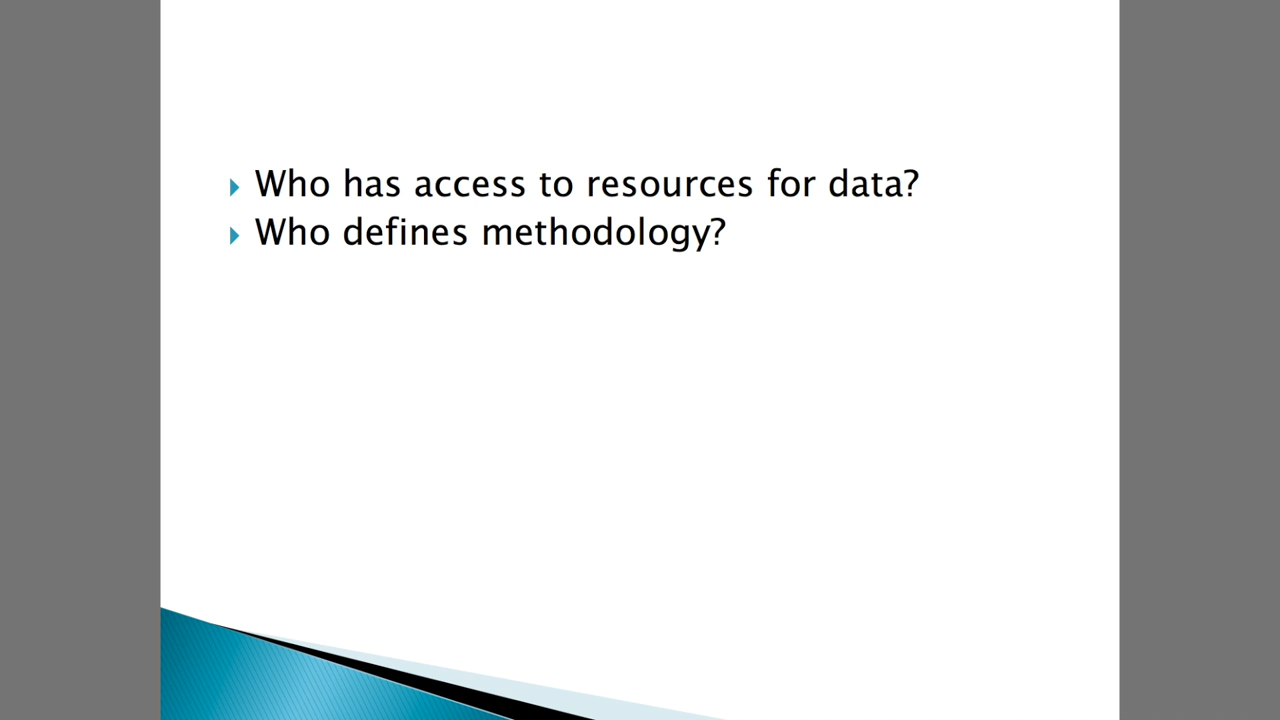 Who has access to resources for data?
Who defines methodology?